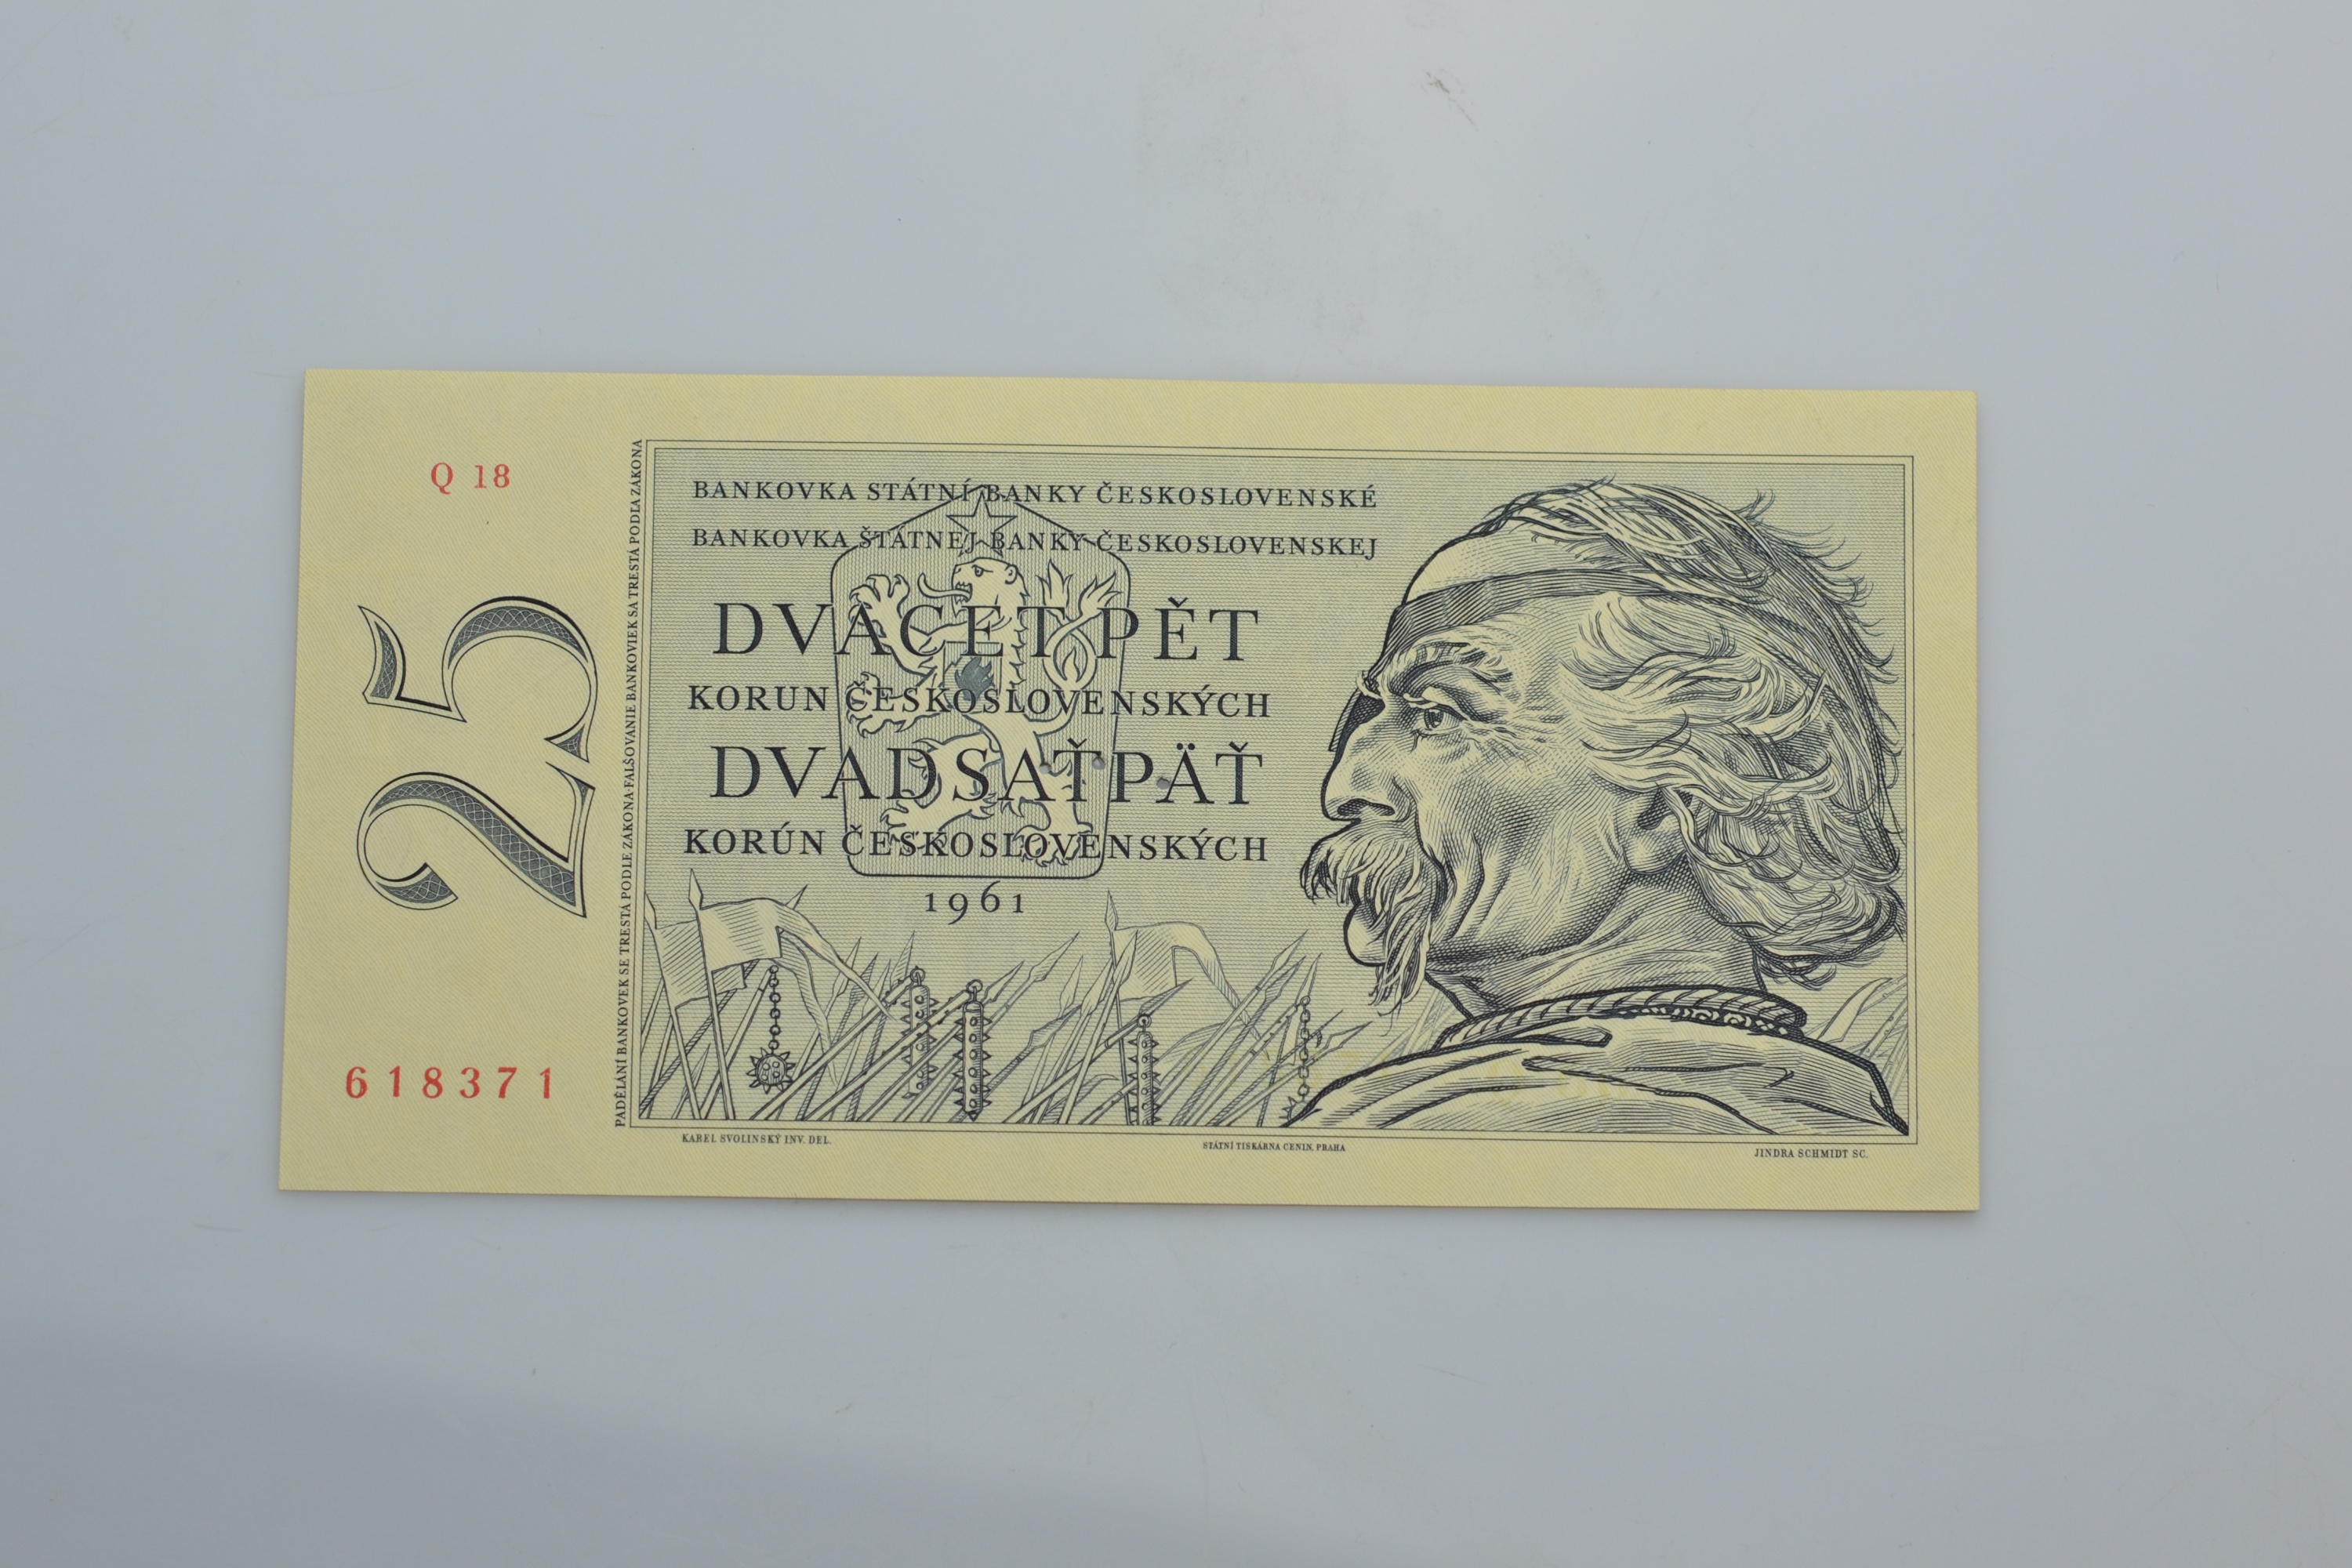 Q 18
25
618371
PADĚLÁNÍ BANKOVEK SE TRESTÁ PODLE ZÁKONA·FALŠOVANIE BANKOVIEK SA TRESTÁ PODĽA ZÁKONA
BANKOVKA STÁTNÍ BANKY ČESKOSLOVENSKÉ
BANKOVKA ŠTÁTNEJ BANKY ČESKOSLOVENSKEJ
DVACET PĚT
KORUN ČESKOSLOVENSKÝCH
DVADSAŤPÄŤ
KORÚN ČESKOSLOVENSKÝCH
1961
KAREL SVOLINSKÝ INV. DEL.
STÁTNÍ TISKÁRNA CENIN, PRAHA
JINDRA SCHMIDT SC.